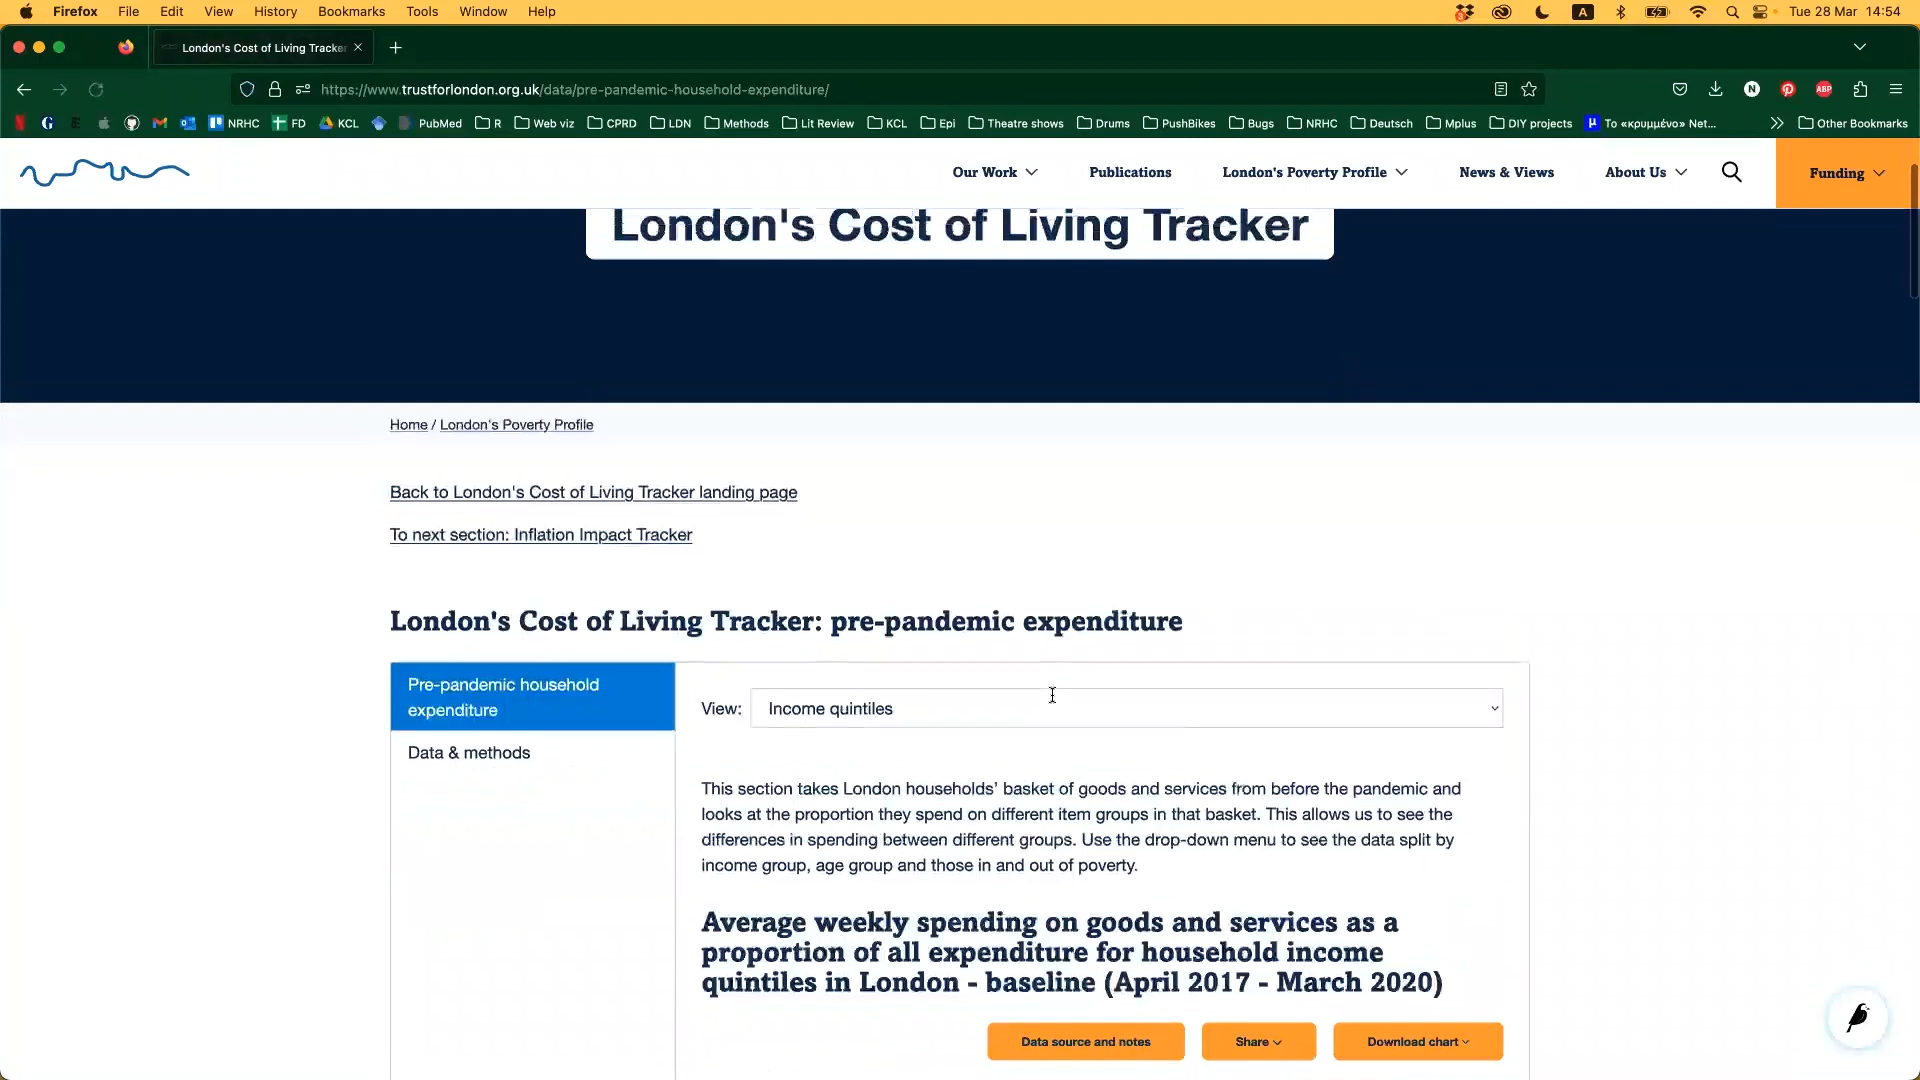 Firefox File Edit View History Bookmarks Tools Window Help A Tue 28 Mar 14:54
London's Cost of Living Tracker
https://www.trustforlondon.org.uk/data/pre-pandemic-household-expenditure/ N ABP
NRHC FD KCL PubMed R Web viz CPRD LDN Methods Lit Review KCL Epi Theatre shows Drums PushBikes Bugs NRHC Deutsch Mplus DIY projects Το «κρυμμένο» Net... Other Bookmarks
Our Work Publications London's Poverty Profile News & Views About Us Funding
London's Cost of Living Tracker
Home / London's Poverty Profile
Back to London's Cost of Living Tracker landing page
To next section: Inflation Impact Tracker
London's Cost of Living Tracker: pre-pandemic expenditure
Pre-pandemic household
expenditure
Data & methods
View: Income quintiles
This section takes London households’ basket of goods and services from before the pandemic and
looks at the proportion they spend on different item groups in that basket. This allows us to see the
differences in spending between different groups. Use the drop-down menu to see the data split by
income group, age group and those in and out of poverty.
Average weekly spending on goods and services as a
proportion of all expenditure for household income
quintiles in London - baseline (April 2017 - March 2020)
Data source and notes Share Download chart